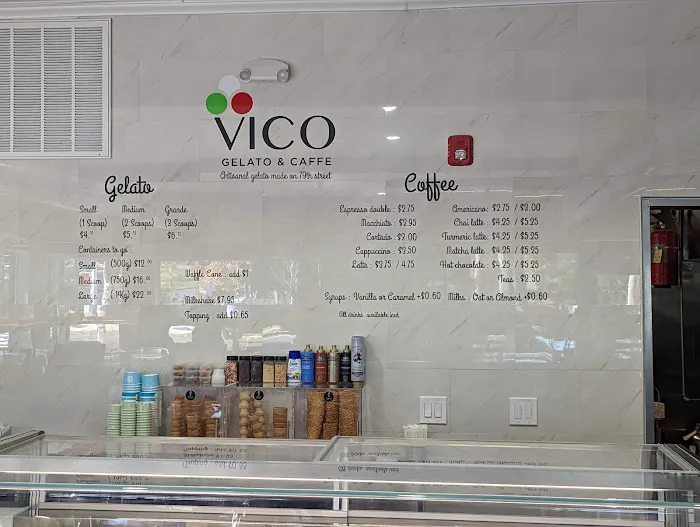 VICO
GELATO & CAFFE
Artisanal gelato made on 79th street
Gelato
Small Medium Grande
(1 Scoop) (2 Scoops) (3 Scoops)
$4. $5. $6.
Containers to go :
Small (500g) $12.00
Medium (750g) $16.00
Large (1Kg) $22.00
Waffle Cone : add $1
Milkshake $7.95
Topping : add $0.65
Coffee
Espresso double : $2.75
Macchiato : $2.95
Cortado : $3.00
Cappuccino : $3.50
Latte : $3.75 / 4.75
Americano : $2.75 / $3.00
Chai latte : $4.25 / $5.25
Turmeric latte : $4.25 / $5.25
Matcha latte : $4.25 / $5.25
Hot chocolate : $4.25 / $5.25
Teas : $2.50
Syrups : Vanilla or Caramel +$0.60
Milks : Oat or Almond +$0.60
All drinks available iced